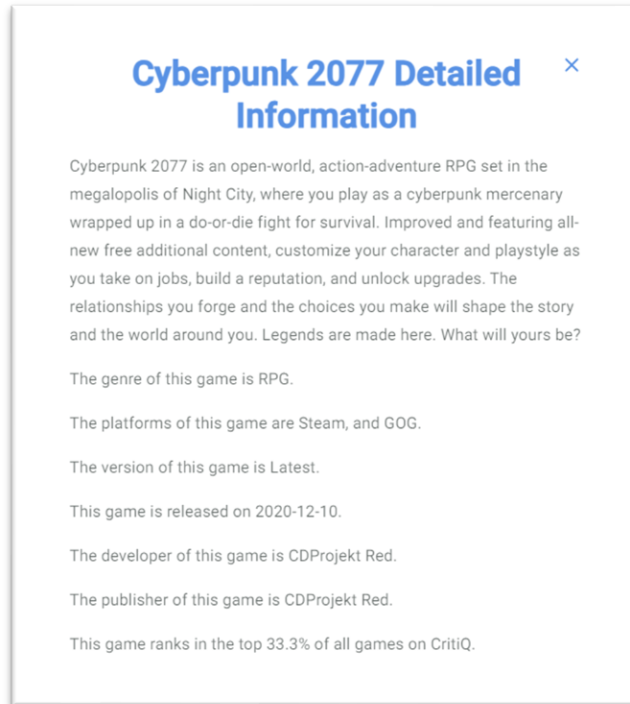 Cyberpunk 2077 Detailed
Information
Cyberpunk 2077 is an open-world, action-adventure RPG set in the
megalopolis of Night City, where you play as a cyberpunk mercenary
wrapped up in a do-or-die fight for survival. Improved and featuring all-
new free additional content, customize your character and playstyle as
you take on jobs, build a reputation, and unlock upgrades. The
relationships you forge and the choices you make will shape the story
and the world around you. Legends are made here. What will yours be?
The genre of this game is RPG.
The platforms of this game are Steam, and GOG.
The version of this game is Latest.
This game is released on 2020-12-10.
The developer of this game is CDProjekt Red.
The publisher of this game is CDProjekt Red.
This game ranks in the top 33.3% of all games on CritiQ.